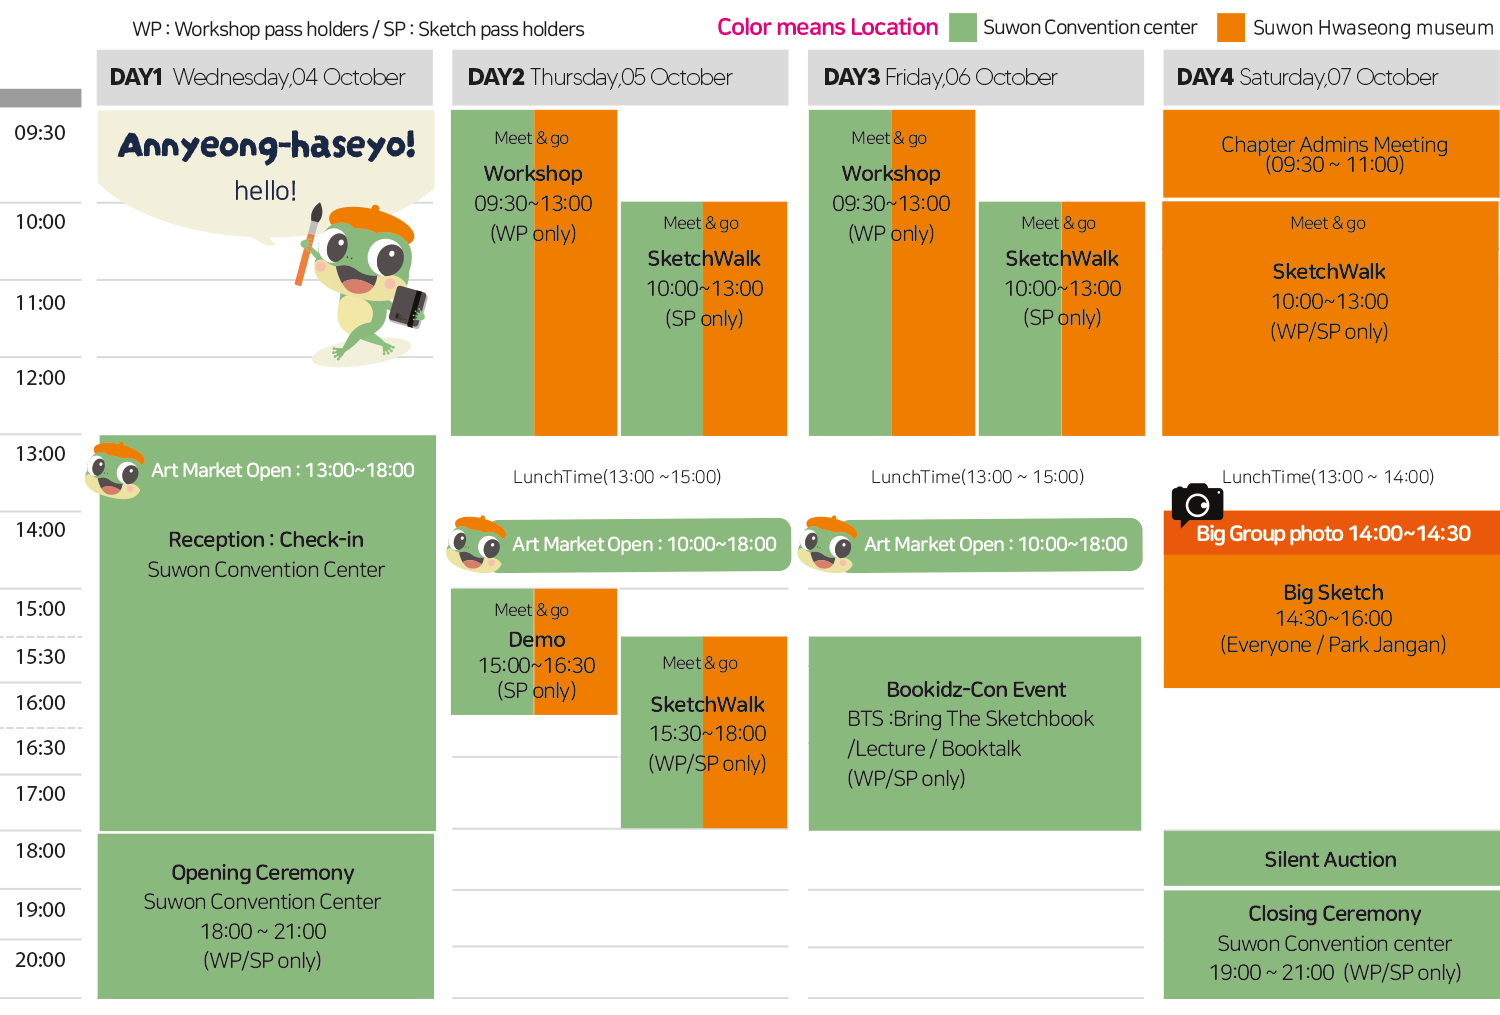 WP : Workshop pass holders / SP : Sketch pass holders
Color means Location
Suwon Convention center
Suwon Hwaseong museum
DAY1 Wednesday,04 October
DAY2 Thursday,05 October
DAY3 Friday,06 October
DAY4 Saturday,07 October
09:30
10:00
11:00
12:00
13:00
14:00
15:00
15:30
16:00
16:30
17:00
18:00
19:00
20:00
Annyeong-haseyo!
hello!
Art Market Open : 13:00~18:00
Reception : Check-in
Suwon Convention Center
Opening Ceremony
Suwon Convention Center
18:00 ~ 21:00
(WP/SP only)
Meet & go
Workshop
09:30~13:00
(WP only)
Meet & go
SketchWalk
10:00~13:00
(SP only)
LunchTime(13:00 ~15:00)
Art Market Open : 10:00~18:00
Meet & go
Demo
15:00~16:30
(SP only)
Meet & go
SketchWalk
15:30~18:00
(WP/SP only)
Meet & go
Workshop
09:30~13:00
(WP only)
Meet & go
SketchWalk
10:00~13:00
(SP only)
LunchTime(13:00 ~ 15:00)
Art Market Open : 10:00~18:00
Bookidz-Con Event
BTS :Bring The Sketchbook
/Lecture / Booktalk
(WP/SP only)
Chapter Admins Meeting
(09:30 ~ 11:00)
Meet & go
SketchWalk
10:00~13:00
(WP/SP only)
LunchTime(13:00 ~ 14:00)
Big Group photo 14:00~14:30
Big Sketch
14:30~16:00
(Everyone / Park Jangan)
Silent Auction
Closing Ceremony
Suwon Convention center
19:00 ~ 21:00 (WP/SP only)